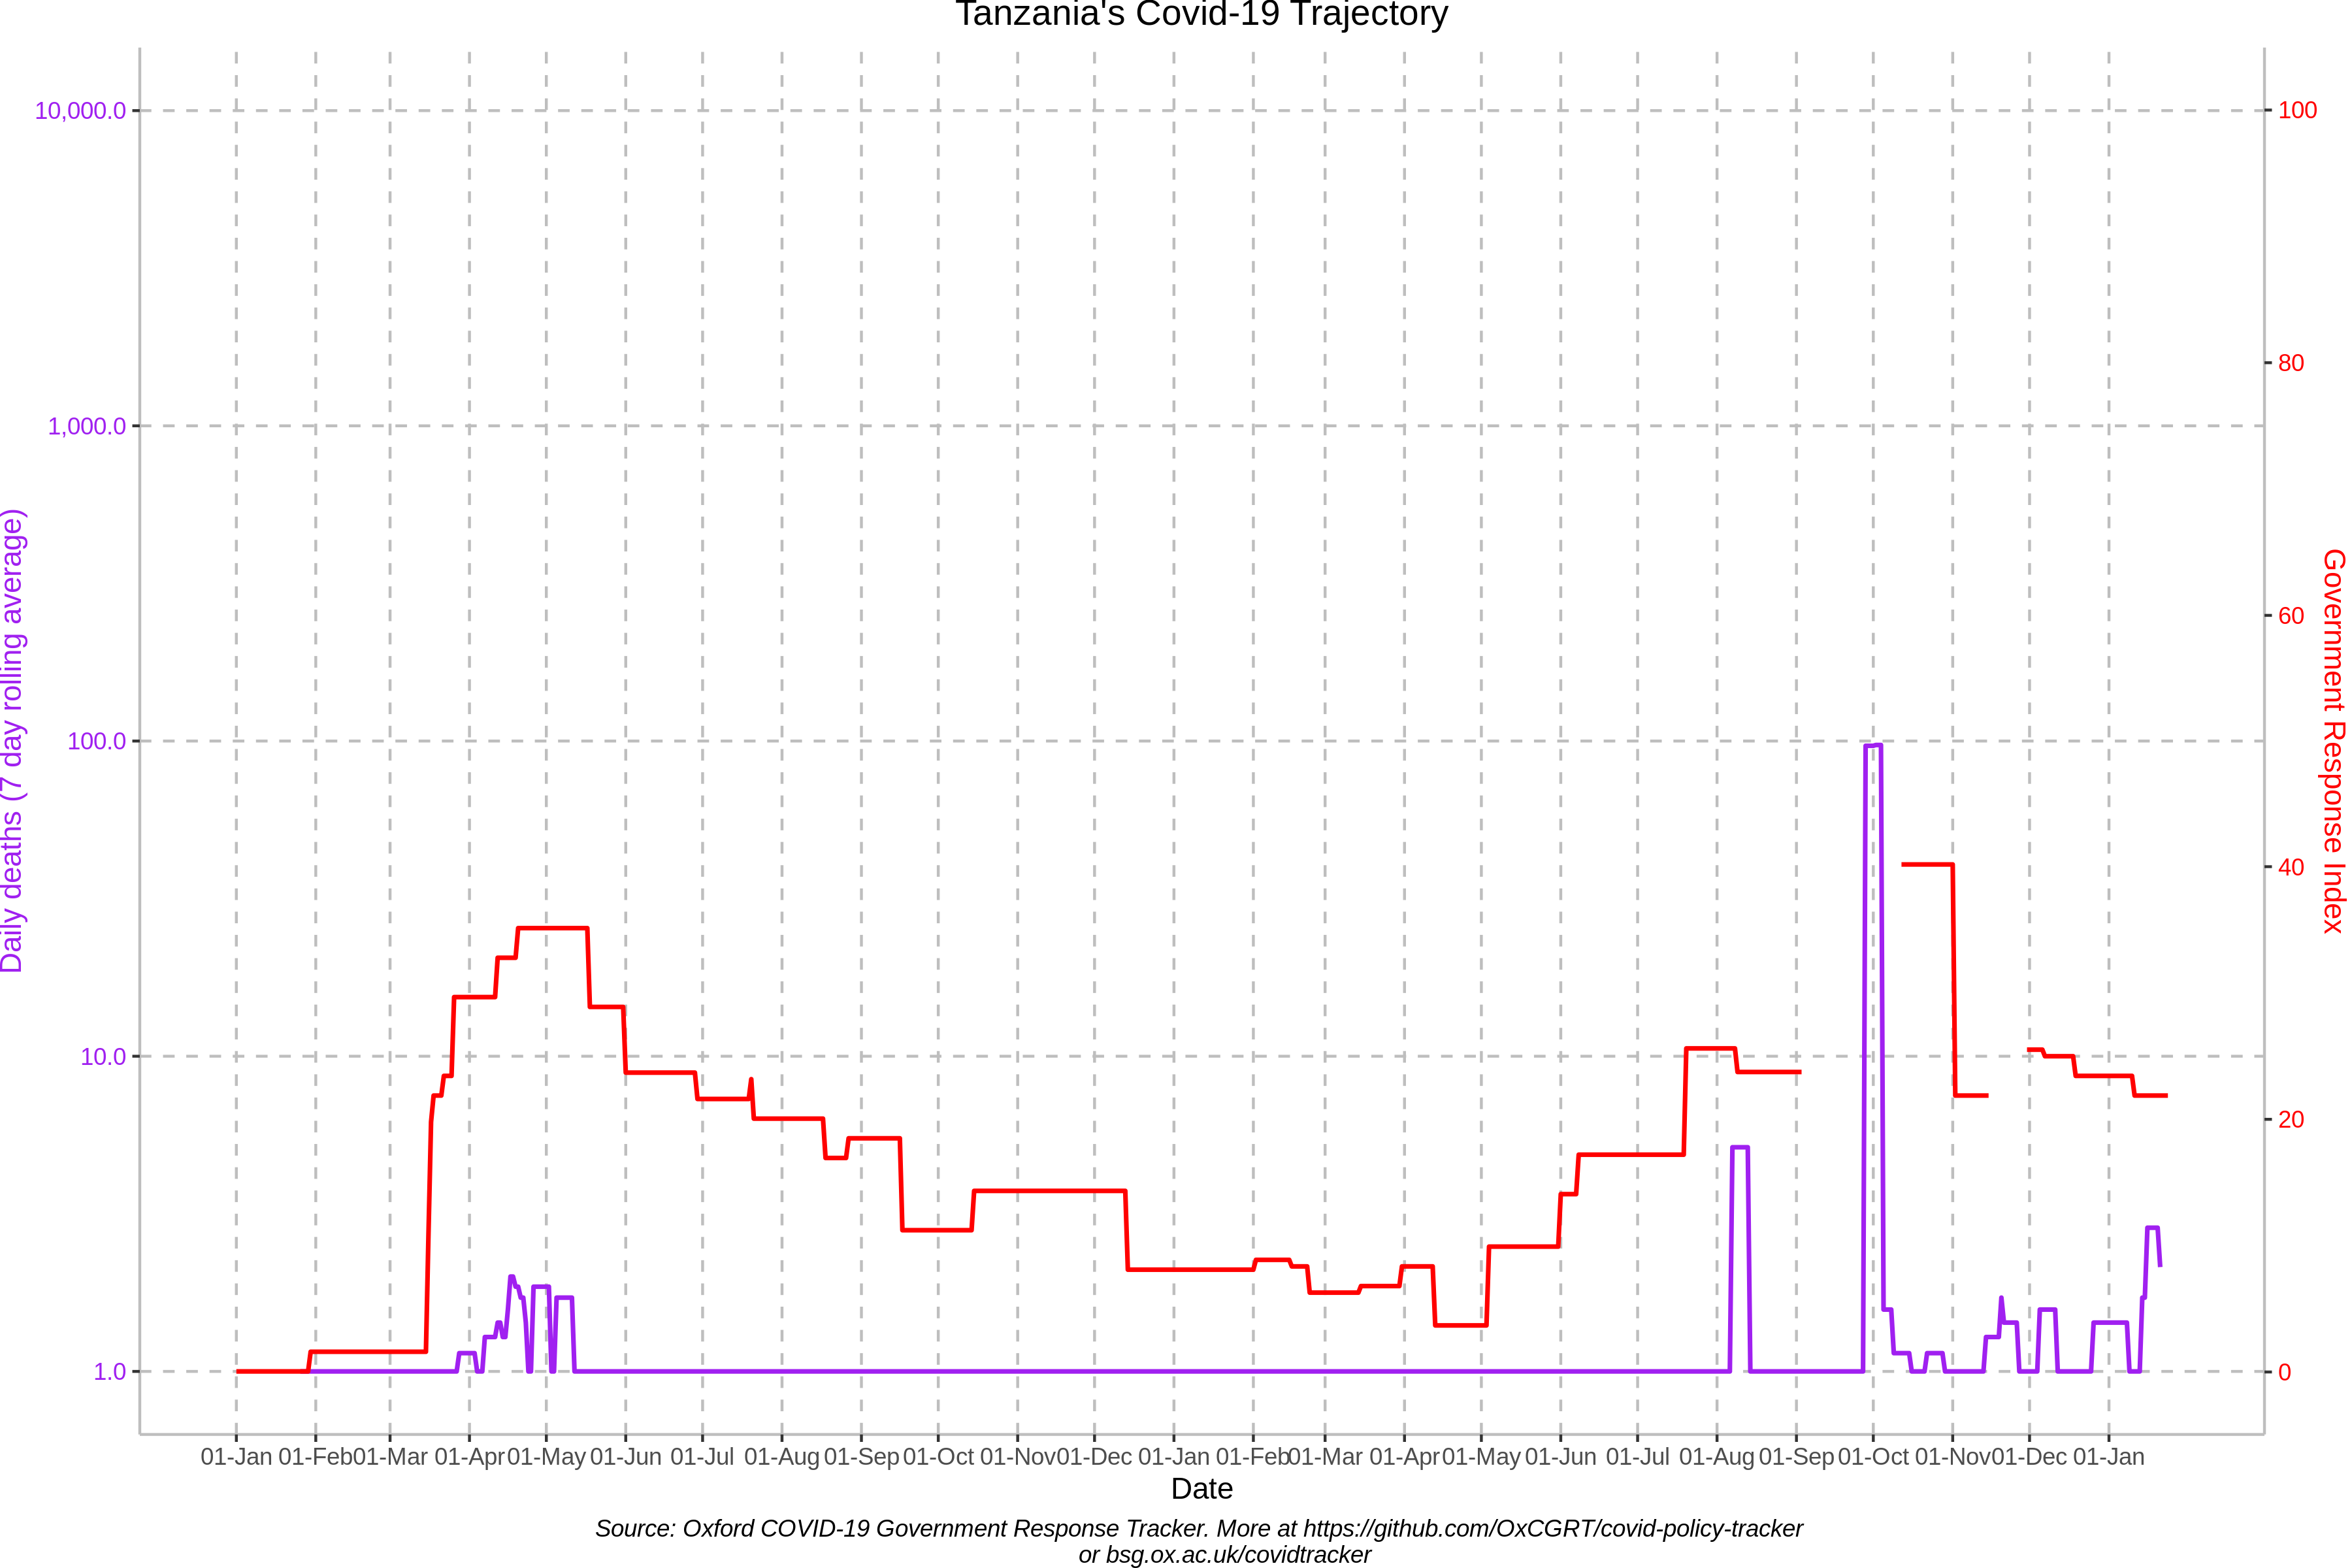 Tanzania's Covid-19 Trajectory
10,000.0
1,000.0
100.0
10.0
1.0
Daily deaths (7 day rolling average)
100
80
60
40
20
0
Government Response Index
01-Jan 01-Feb 01-Mar 01-Apr 01-May 01-Jun 01-Jul 01-Aug 01-Sep 01-Oct 01-Nov 01-Dec 01-Jan 01-Feb 01-Mar 01-Apr 01-May 01-Jun 01-Jul 01-Aug 01-Sep 01-Oct 01-Nov 01-Dec 01-Jan
Date
Source: Oxford COVID-19 Government Response Tracker. More at https://github.com/OxCGRT/covid-policy-tracker
or bsg.ox.ac.uk/covidtracker